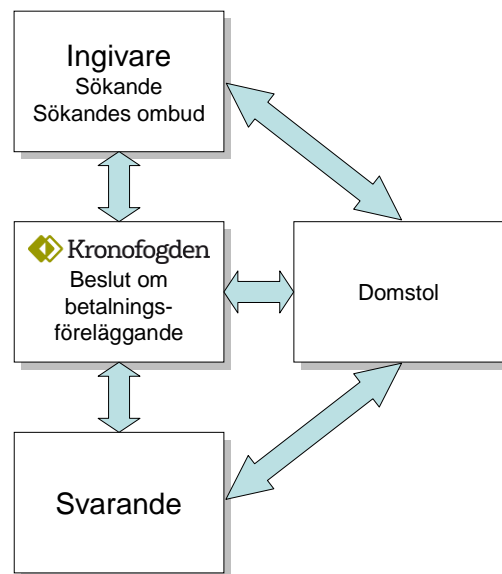 Ingivare
Sökande
Sökandes ombud
Kronofogden
Beslut om
betalnings-
föreläggande
Domstol
Svarande